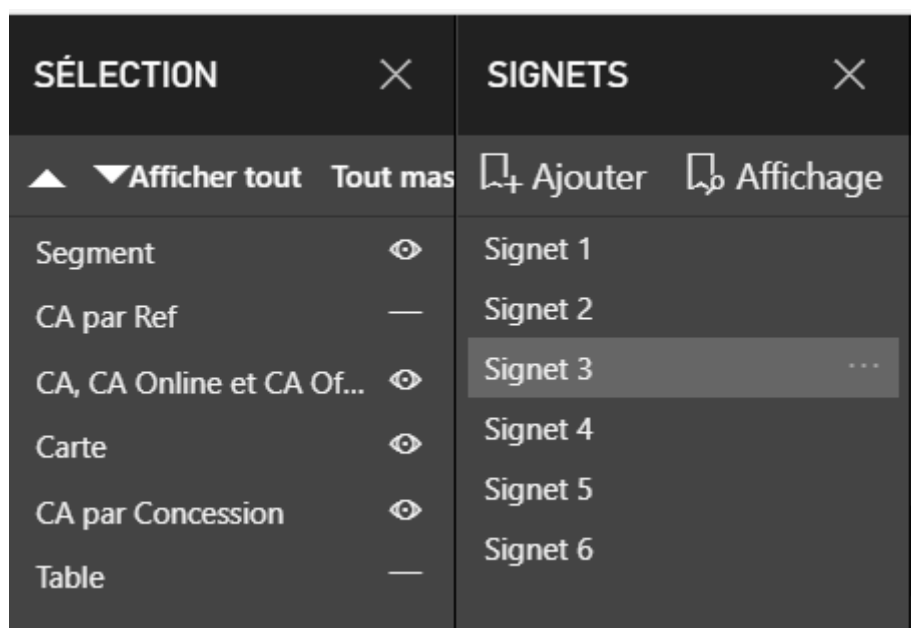 SÉLECTION
Afficher tout Tout mas
Segment
CA par Ref
CA, CA Online et CA Of...
Carte
CA par Concession
Table
SIGNETS
Ajouter Affichage
Signet 1
Signet 2
Signet 3 ...
Signet 4
Signet 5
Signet 6